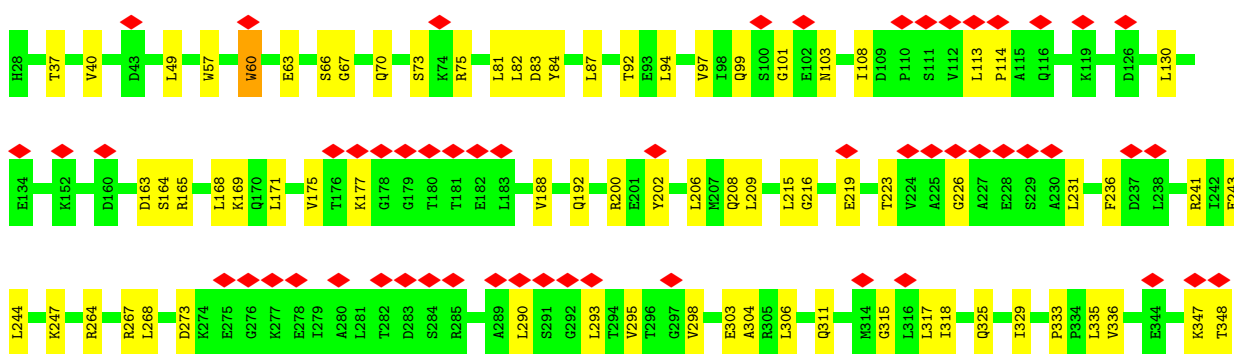 H28 T37 V40 D43 L49 W57 W60 E63 S66 G67 Q70 S73 K74 R75 L81 L82 D83 Y84 L87 T92 E93 L94 V97 I98 Q99 S100 G101 E102 N103 I108 D109 P110 S111 V112 L113 P114 A115 Q116 K119 D126 L130
E134 K152 D160 D163 S164 R165 L168 K169 Q170 L171 V175 T176 K177 G178 G179 T180 T181 E182 L183 V188 Q192 R200 E201 Y202 L206 M207 Q208 L209 L215 G216 E219 T223 V224 A225 G226 A227 E228 S229 A230 L231 F236 D237 L238 R241 I242 E243
L244 K247 R264 R267 L268 D273 K274 E275 G276 K277 E278 I279 A280 L281 T282 D283 S284 R285 A289 L290 S291 G292 L293 T294 V295 T296 G297 V298 E303 A304 R305 L306 Q311 M314 G315 L316 L317 I318 Q325 I329 P333 P334 L335 V336 E344 K347 T348